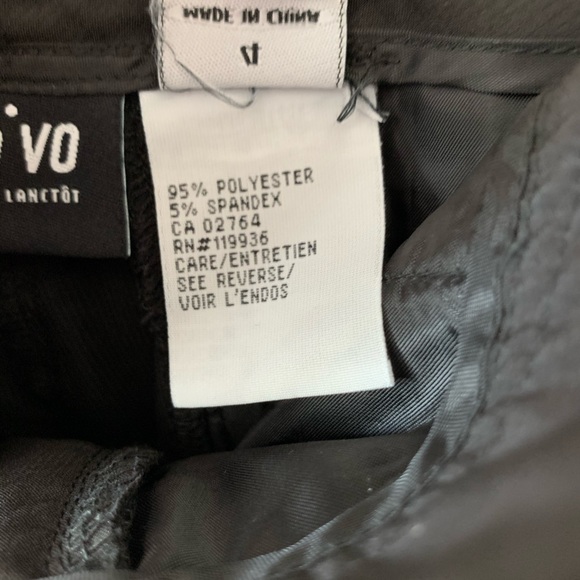 MADE IN CHINA
VO
LANCTÔT
95% POLYESTER
5% SPANDEX
CA 02764
RN#119936
CARE/ENTRETIEN
SEE REVERSE/
VOIR L'ENDOS